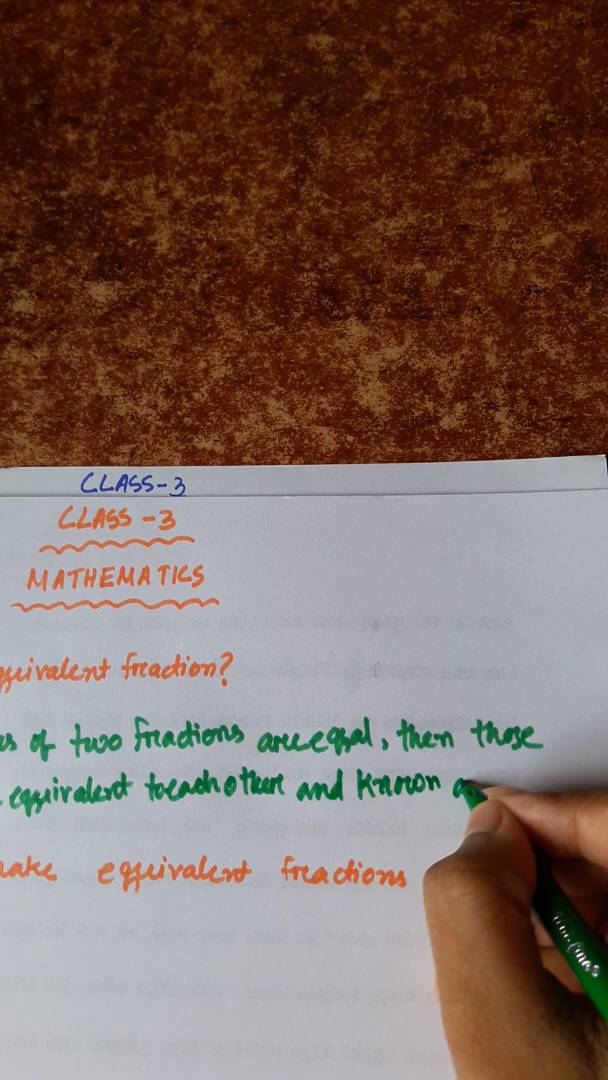 CLASS-3
CLASS -3
MATHEMATICS
equivalent fraction?
of two fractions are equal, then those
equivalent to each other and known a
make equivalent fractions